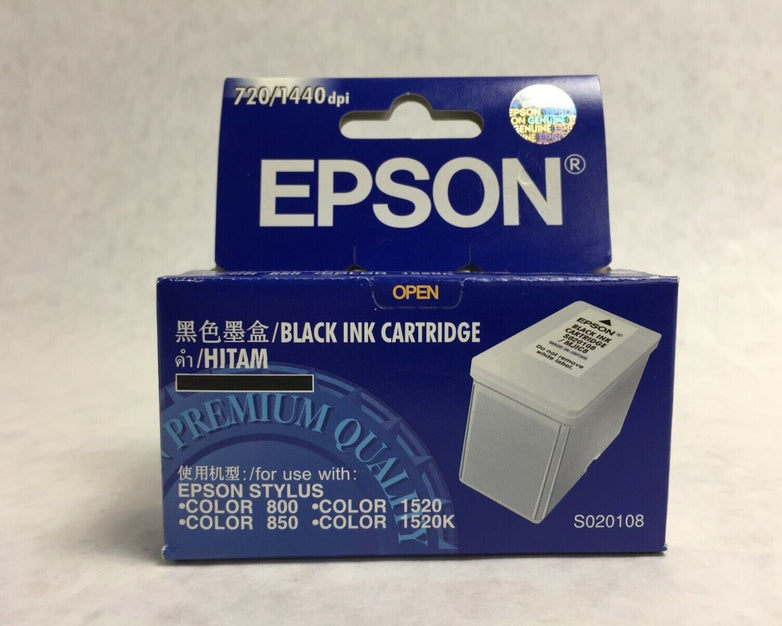 720/1440dpi
EPSON GENUINE
EPSON®
OPEN
黑色墨盒/BLACK INK CARTRIDGE
ดำ/HITAM
PREMIUM QUALITY
使用机型:/for use with:
EPSON STYLUS
•COLOR 800 •COLOR 1520
•COLOR 850 •COLOR 1520K
EPSON®
BLACK INK
CARTRIDGE
S020108
/MJIC8
Do not remove
white label.
S020108